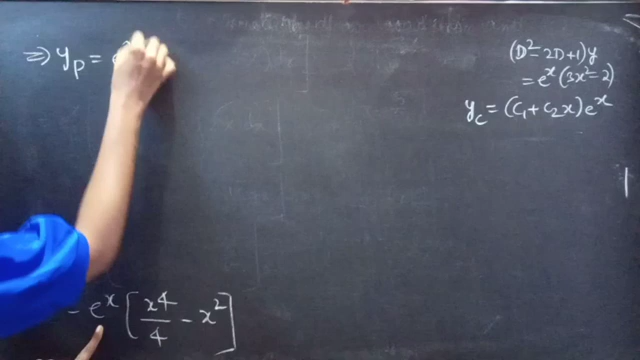 ⇒ y_p = e
(D² - 2D + 1)y
= e^x (3x² - 2)
y_c = (C₁ + C₂x)e^x
= e^x [x⁴/4 - x²]